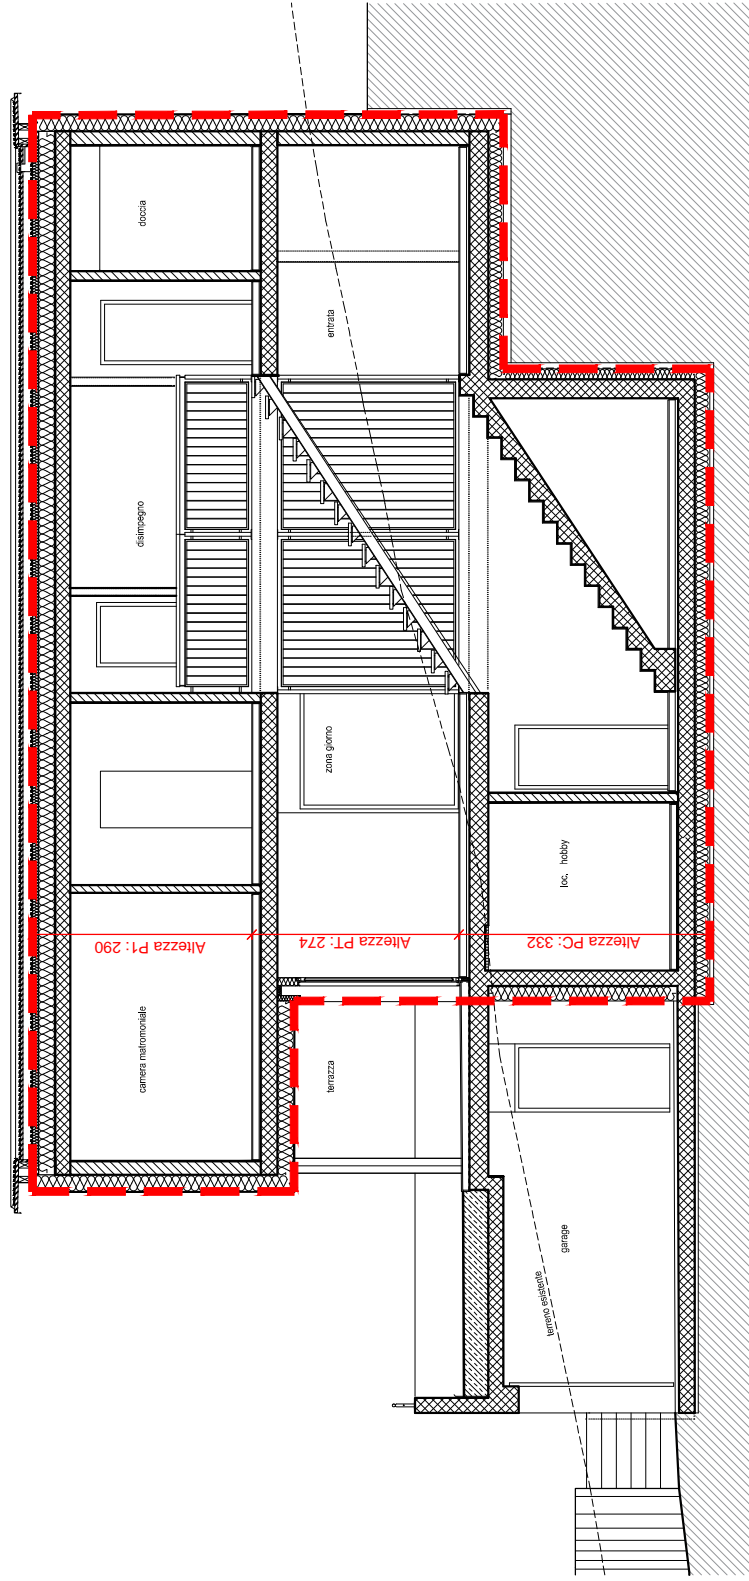 doccia
disimpegno
camera matromoniale
entrata
zona giorno
terrazza
loc, hobby
garage
terreno esistente
Altezza P1: 290
Altezza PT: 274
Altezza PC: 332